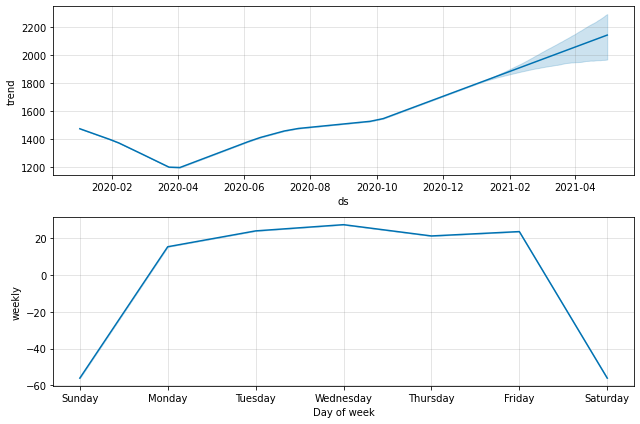 2200
2000
1800
1600
1400
1200
trend
2020-02 2020-04 2020-06 2020-08 2020-10 2020-12 2021-02 2021-04
ds
20
0
−20
−40
−60
weekly
Sunday Monday Tuesday Wednesday Thursday Friday Saturday
Day of week